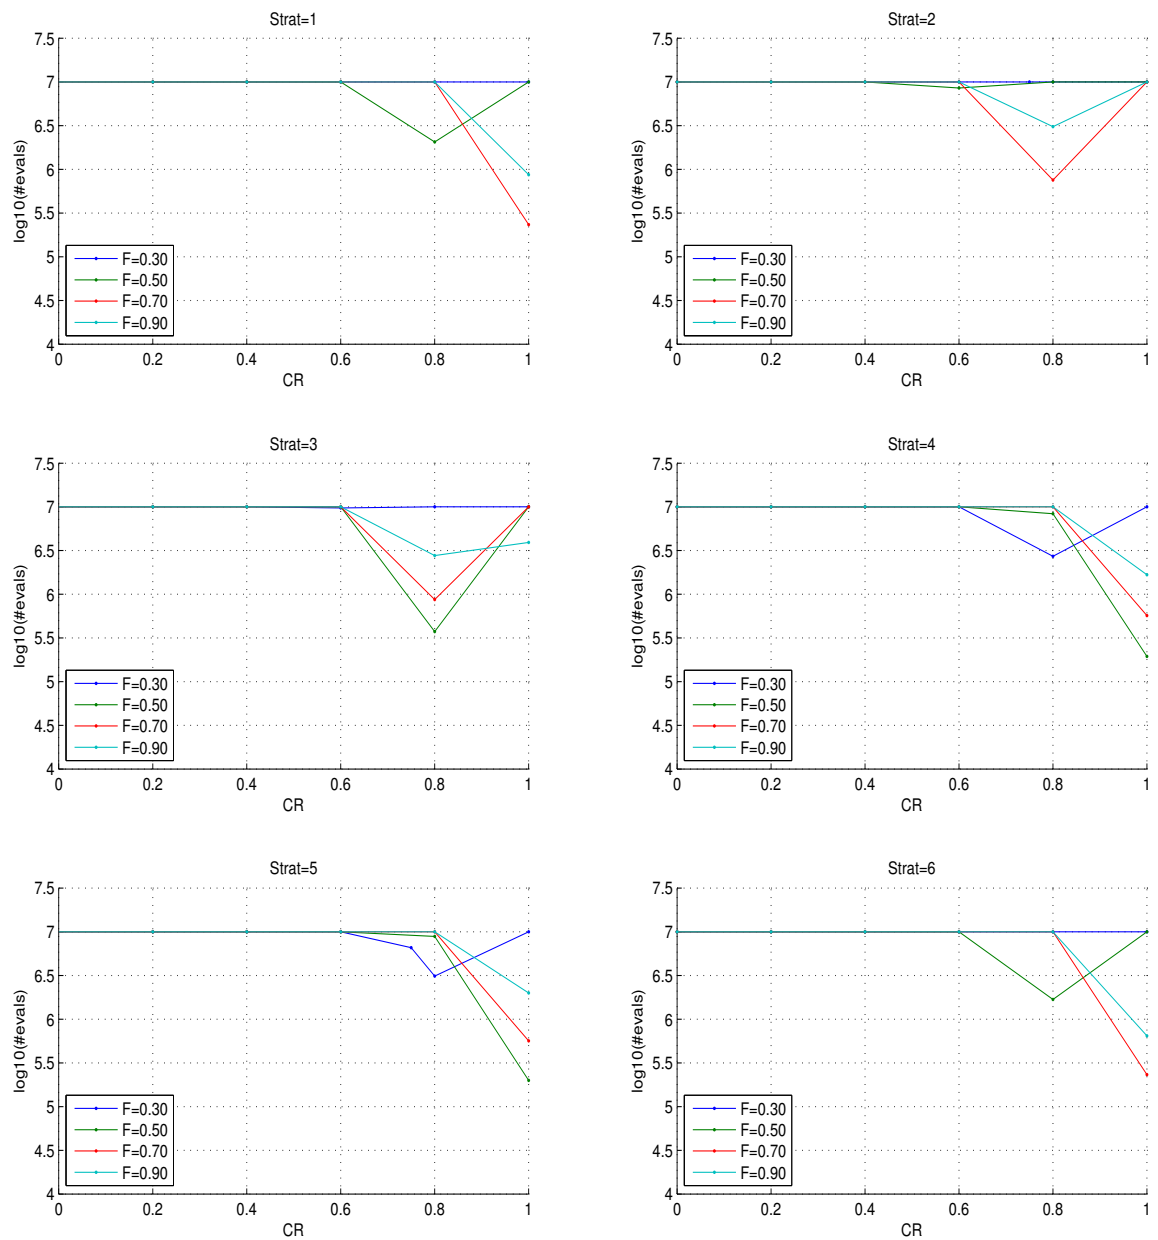 Strat=1
7.5
7
6.5
6
5.5
5
4.5
4
log10(#evals)
F=0.30
F=0.50
F=0.70
F=0.90
0 0.2 0.4 0.6 0.8 1
CR
Strat=2
7.5
7
6.5
6
5.5
5
4.5
4
log10(#evals)
F=0.30
F=0.50
F=0.70
F=0.90
0 0.2 0.4 0.6 0.8 1
CR
Strat=3
7.5
7
6.5
6
5.5
5
4.5
4
log10(#evals)
F=0.30
F=0.50
F=0.70
F=0.90
0 0.2 0.4 0.6 0.8 1
CR
Strat=4
7.5
7
6.5
6
5.5
5
4.5
4
log10(#evals)
F=0.30
F=0.50
F=0.70
F=0.90
0 0.2 0.4 0.6 0.8 1
CR
Strat=5
7.5
7
6.5
6
5.5
5
4.5
4
log10(#evals)
F=0.30
F=0.50
F=0.70
F=0.90
0 0.2 0.4 0.6 0.8 1
CR
Strat=6
7.5
7
6.5
6
5.5
5
4.5
4
log10(#evals)
F=0.30
F=0.50
F=0.70
F=0.90
0 0.2 0.4 0.6 0.8 1
CR